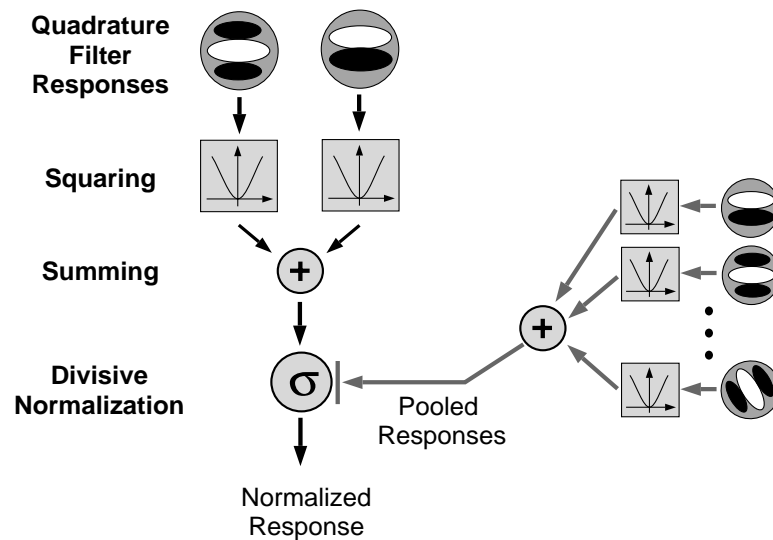 Quadrature
Filter
Responses
Squaring
Summing
+
+
Divisive
Normalization
σ
Pooled
Responses
Normalized
Response